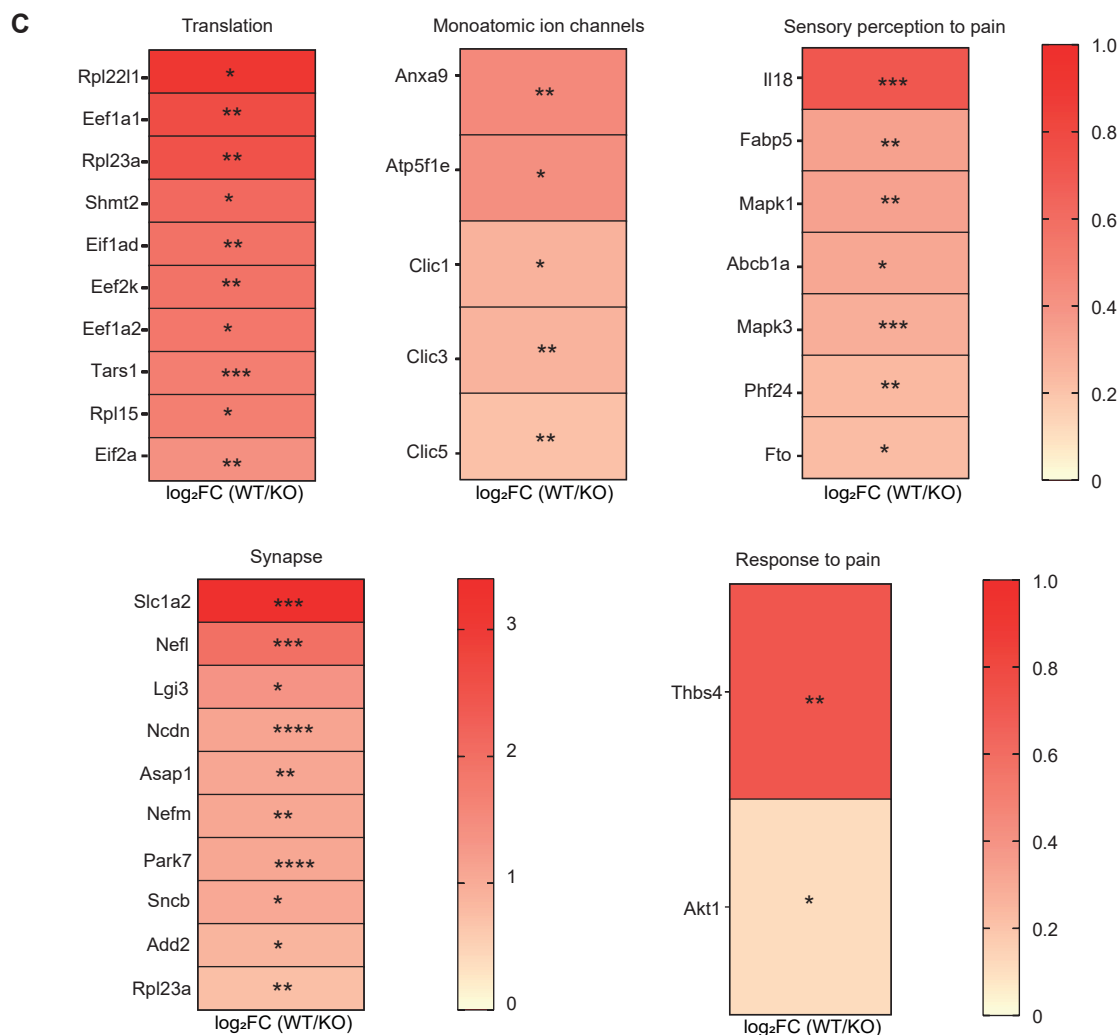 C
Translation
Rpl22l1
*
Eef1a1
**
Rpl23a
**
Shmt2
*
Eif1ad
**
Eef2k
**
Eef1a2
*
Tars1
***
Rpl15
*
Eif2a
**
log₂FC (WT/KO)
Monoatomic ion channels
Anxa9
**
Atp5f1e
*
Clic1
*
Clic3
**
Clic5
**
log₂FC (WT/KO)
Sensory perception to pain
Il18
***
Fabp5
**
Mapk1
**
Abcb1a
*
Mapk3
***
Phf24
**
Fto
*
log₂FC (WT/KO)
1.0
0.8
0.6
0.4
0.2
0
Synapse
Slc1a2
***
Nefl
***
Lgi3
*
Ncdn
****
Asap1
**
Nefm
**
Park7
****
Sncb
*
Add2
*
Rpl23a
**
log₂FC (WT/KO)
3
2
1
0
Response to pain
Thbs4
**
Akt1
*
log₂FC (WT/KO)
1.0
0.8
0.6
0.4
0.2
0